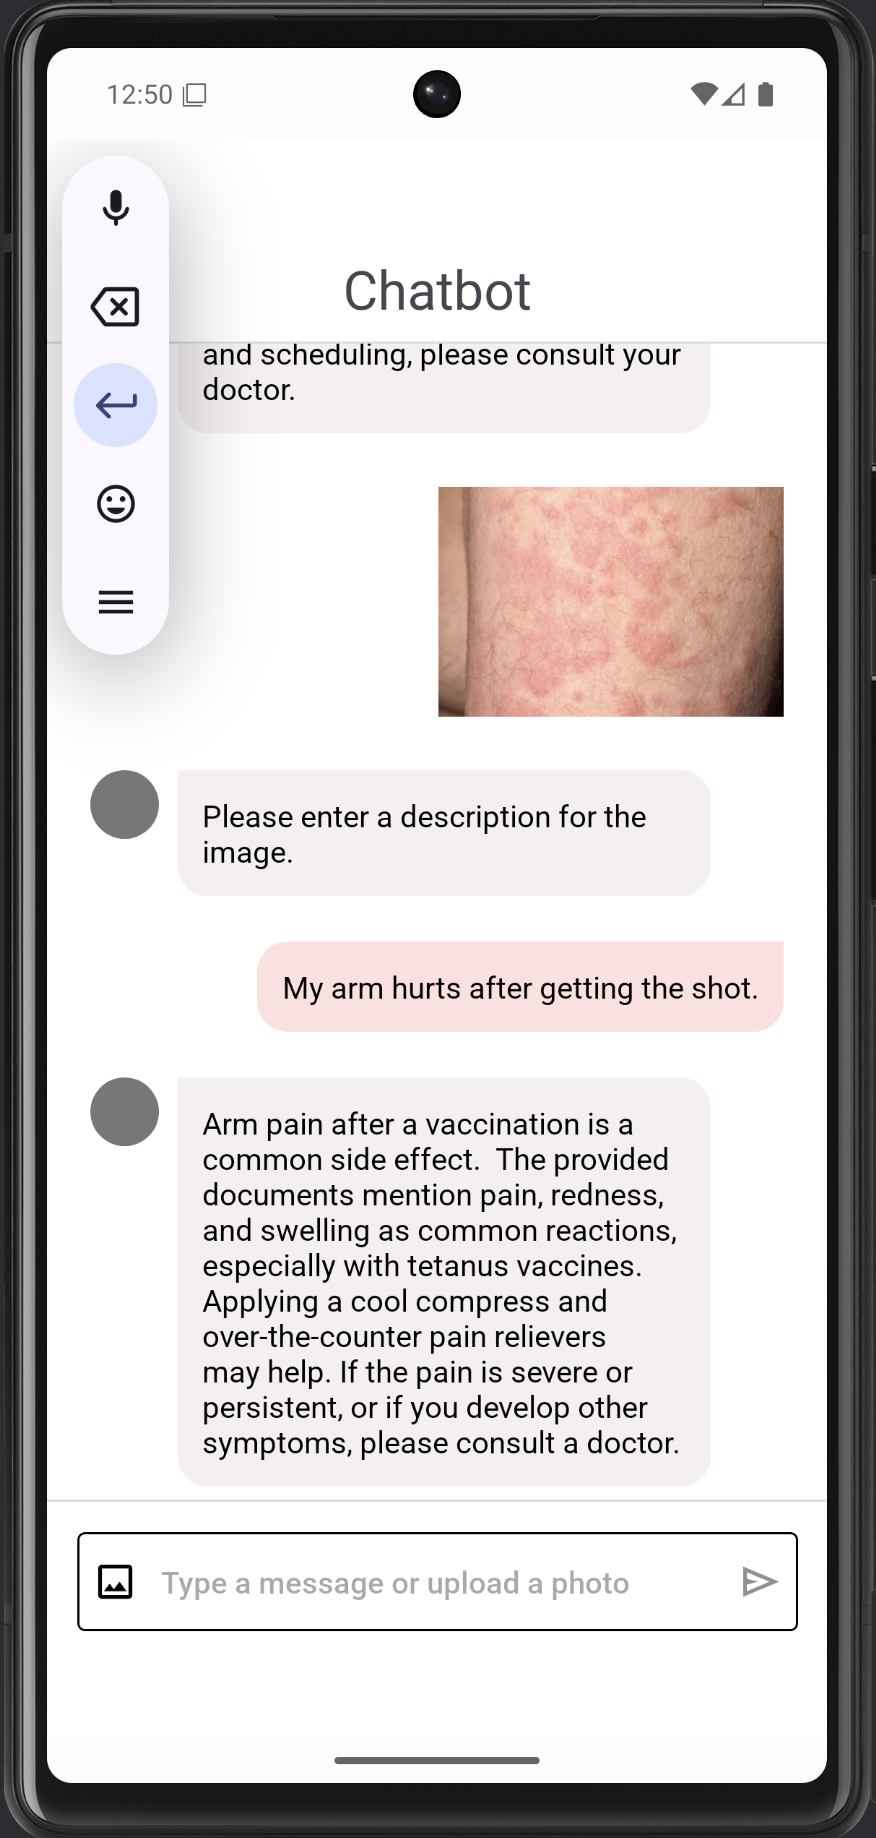 12:50
Chatbot
and scheduling, please consult your
doctor.
Please enter a description for the
image.
My arm hurts after getting the shot.
Arm pain after a vaccination is a
common side effect.  The provided
documents mention pain, redness,
and swelling as common reactions,
especially with tetanus vaccines.
Applying a cool compress and
over-the-counter pain relievers
may help. If the pain is severe or
persistent, or if you develop other
symptoms, please consult a doctor.
Type a message or upload a photo